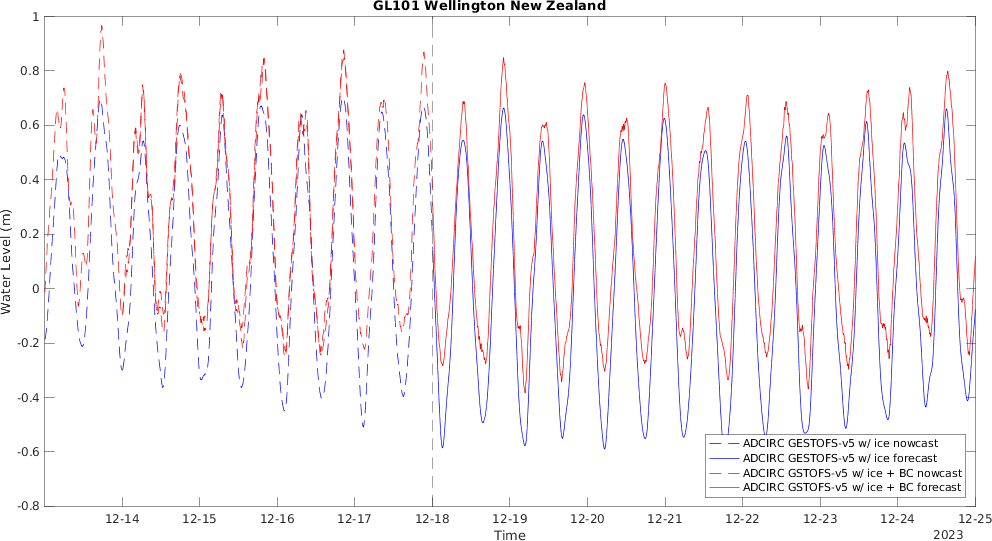 GL101 Wellington New Zealand
1
0.8
0.6
0.4
0.2
0
-0.2
-0.4
-0.6
-0.8
Water Level (m)
ADCIRC GESTOFS-v5 w/ ice nowcast
ADCIRC GESTOFS-v5 w/ ice forecast
ADCIRC GSTOFS-v5 w/ ice + BC nowcast
ADCIRC GSTOFS-v5 w/ ice + BC forecast
12-14 12-15 12-16 12-17 12-18 12-19 12-20 12-21 12-22 12-23 12-24 12-25
Time
2023